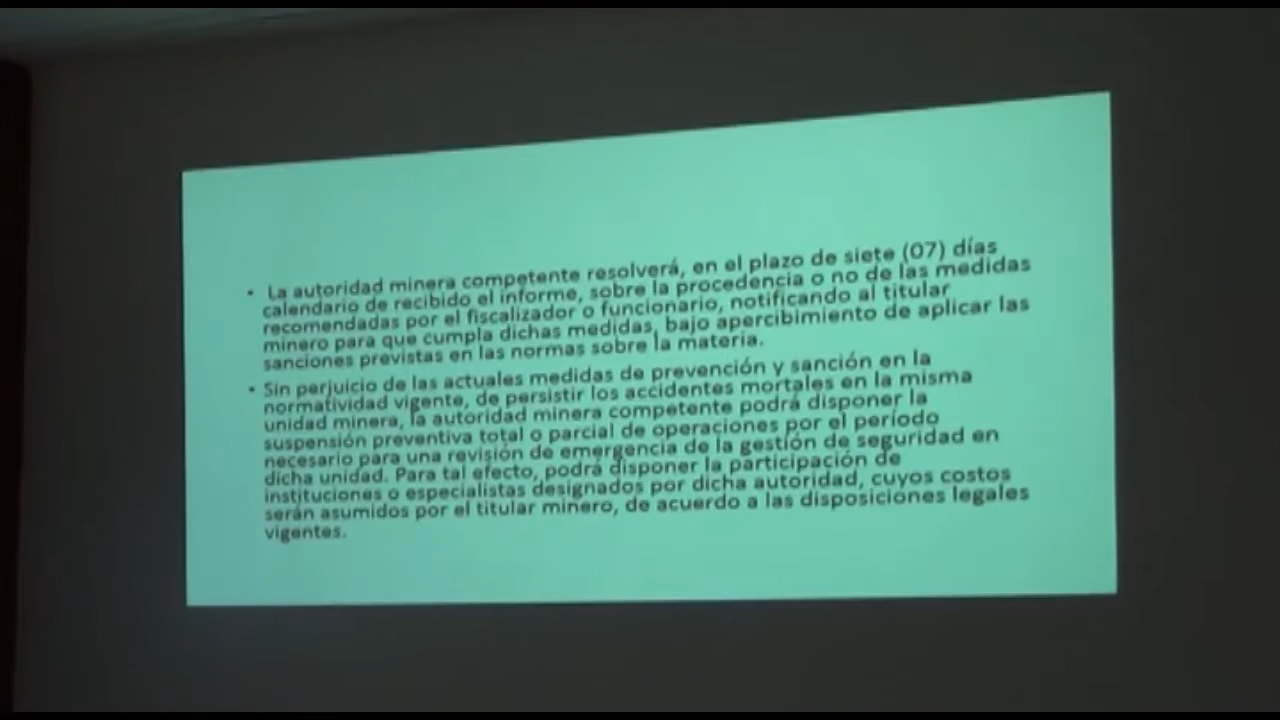 • La autoridad minera competente resolverá, en el plazo de siete (07) días
calendario de recibido el informe, sobre la procedencia o no de las medidas
recomendadas por el fiscalizador o funcionario, notificando al titular
minero para que cumpla dichas medidas, bajo apercibimiento de aplicar las
sanciones previstas en las normas sobre la materia.
• Sin perjuicio de las actuales medidas de prevención y sanción en la
normatividad vigente, de persistir los accidentes mortales en la misma
unidad minera, la autoridad minera competente podrá disponer la
suspensión preventiva total o parcial de operaciones por el período
necesario para una revisión de emergencia de la gestión de seguridad en
dicha unidad. Para tal efecto, podrá disponer la participación de
instituciones o especialistas designados por dicha autoridad, cuyos costos
serán asumidos por el titular minero, de acuerdo a las disposiciones legales
vigentes.